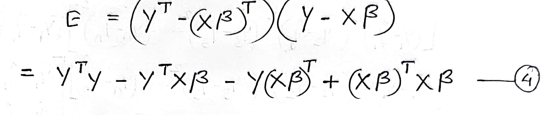 E = (Y^T - (Xβ)^T)(Y - Xβ)
= Y^T Y - Y^T Xβ - Y(Xβ)^T + (Xβ)^T Xβ —④